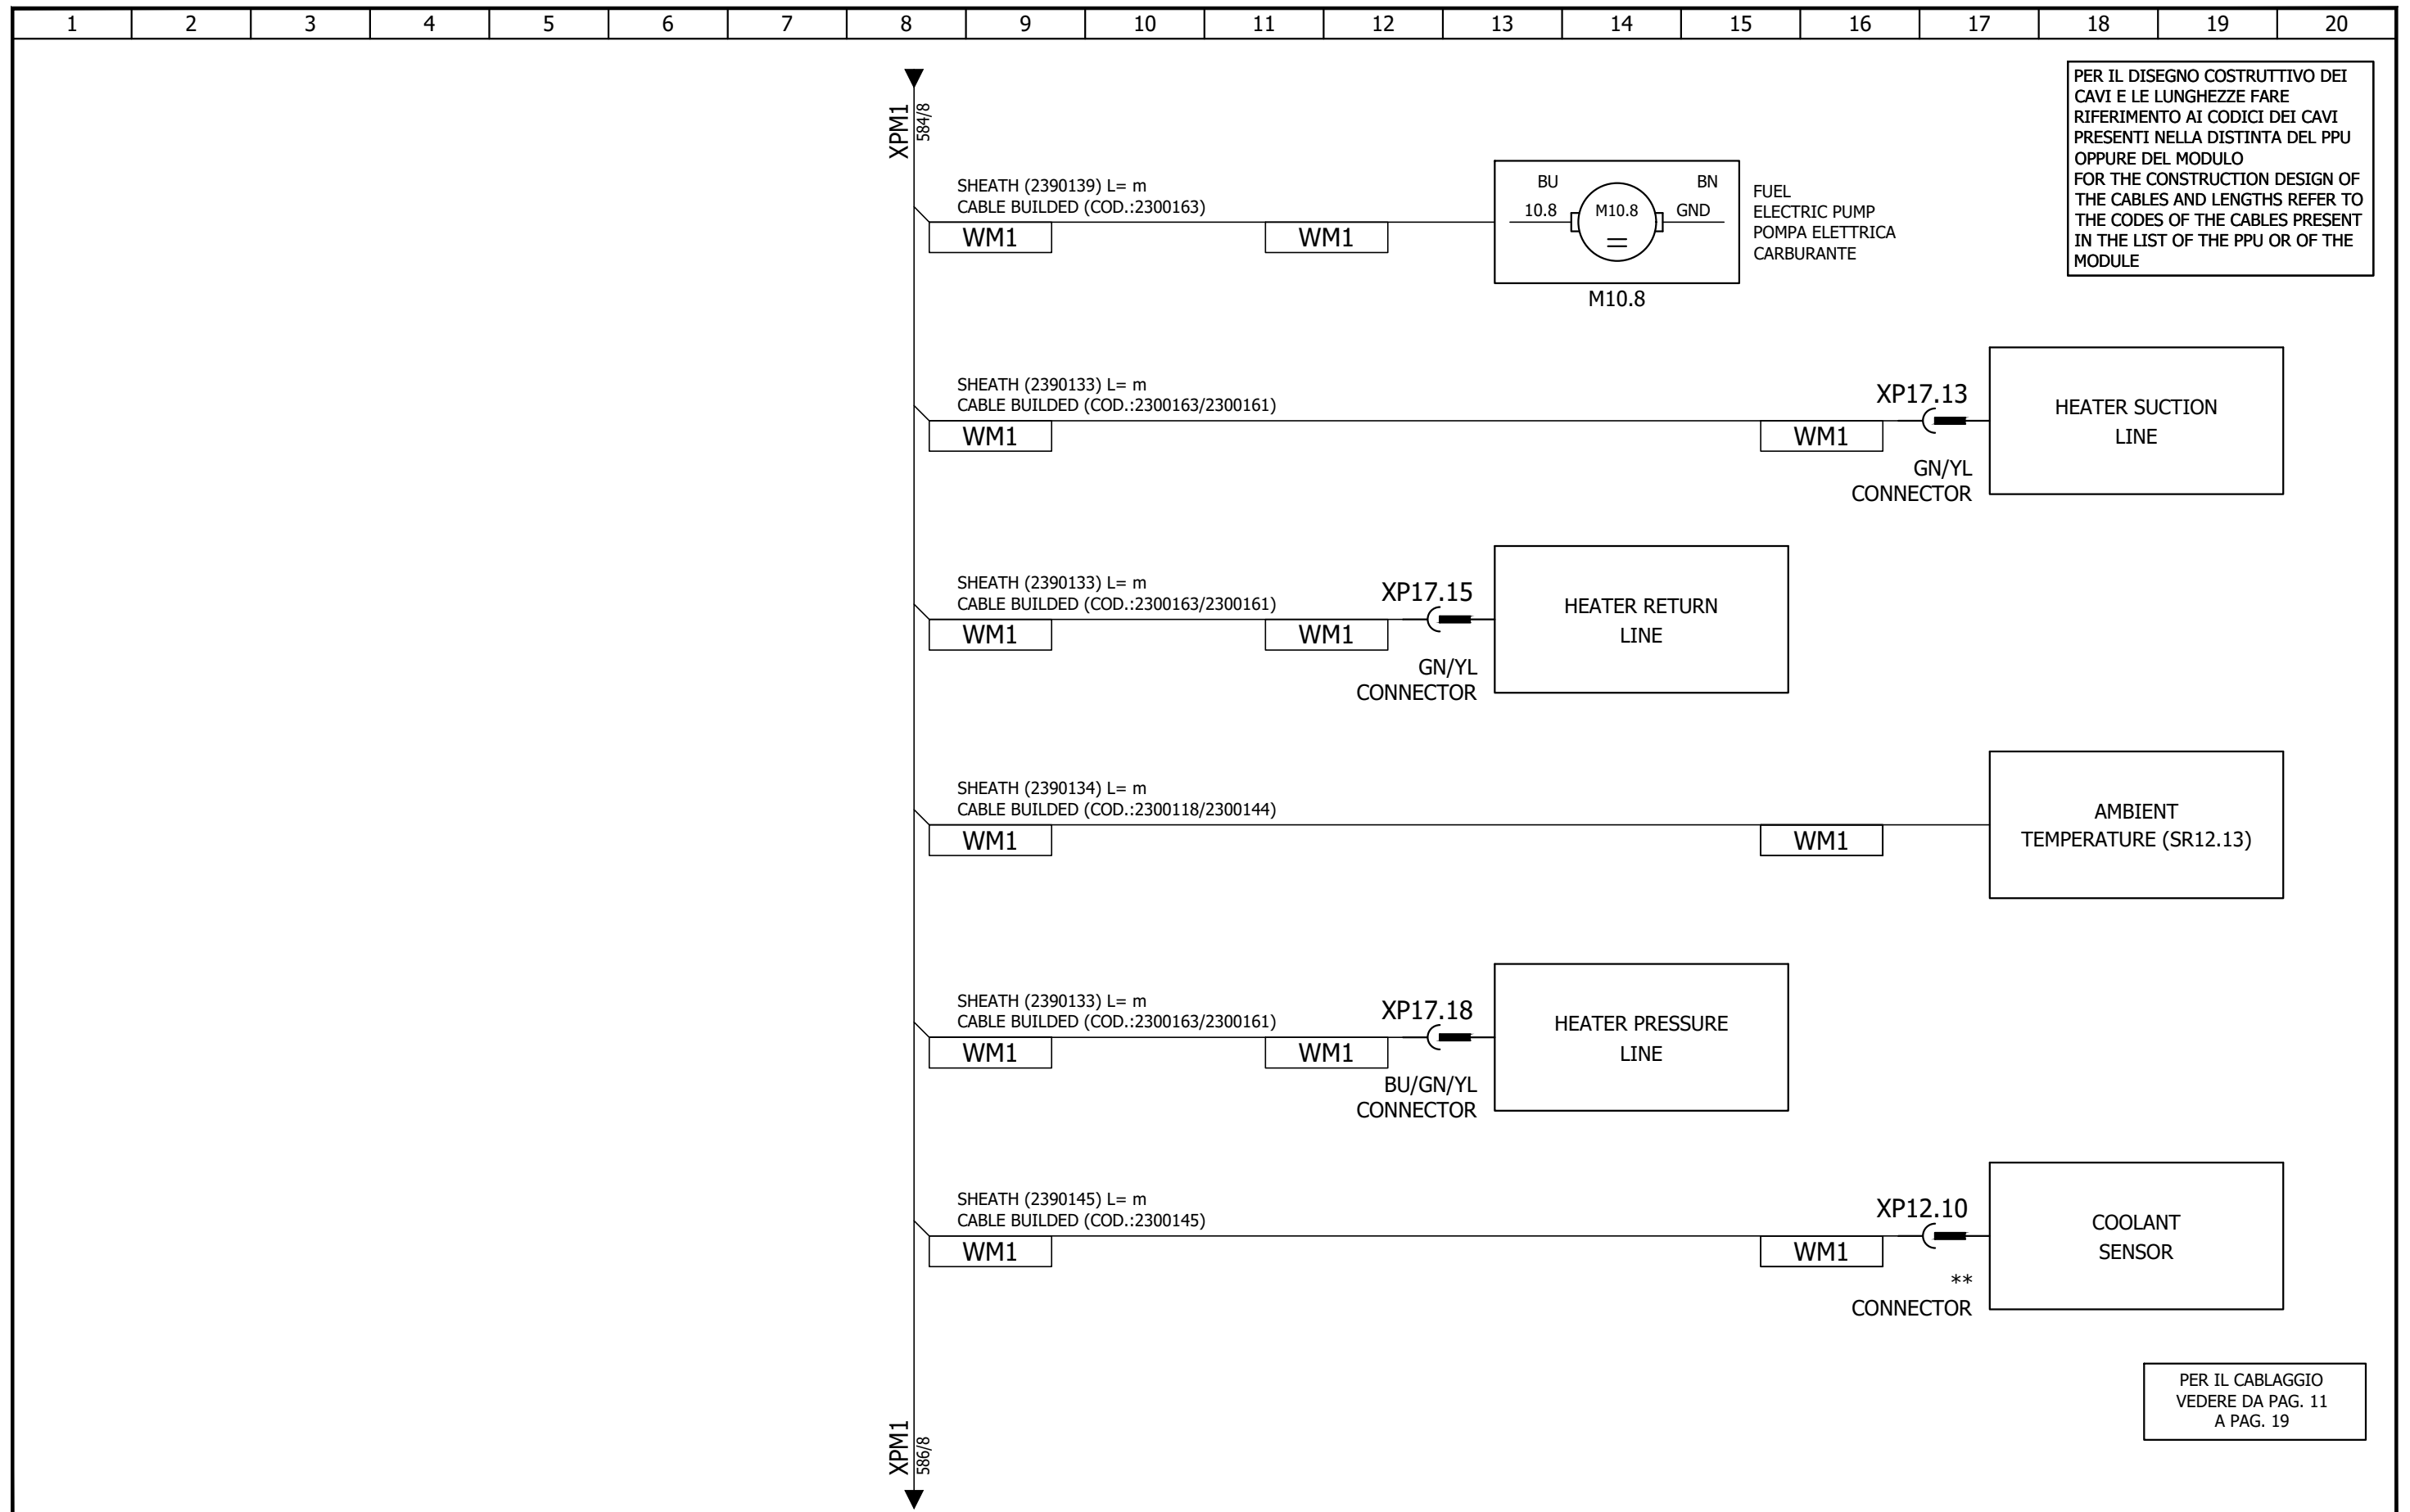 1 2 3 4 5 6 7 8 9 10 11 12 13 14 15 16 17 18 19 20
PER IL DISEGNO COSTRUTTIVO DEI
CAVI E LE LUNGHEZZE FARE
RIFERIMENTO AI CODICI DEI CAVI
PRESENTI NELLA DISTINTA DEL PPU
OPPURE DEL MODULO
FOR THE CONSTRUCTION DESIGN OF
THE CABLES AND LENGTHS REFER TO
THE CODES OF THE CABLES PRESENT
IN THE LIST OF THE PPU OR OF THE
MODULE
XPM1
584/8
SHEATH (2390139) L= m
CABLE BUILDED (COD.:2300163)
WM1
WM1
BU
BN
10.8
M10.8
GND
M10.8
FUEL
ELECTRIC PUMP
POMPA ELETTRICA
CARBURANTE
SHEATH (2390133) L= m
CABLE BUILDED (COD.:2300163/2300161)
WM1
WM1
XP17.13
GN/YL
CONNECTOR
HEATER SUCTION
LINE
SHEATH (2390133) L= m
CABLE BUILDED (COD.:2300163/2300161)
WM1
WM1
XP17.15
GN/YL
CONNECTOR
HEATER RETURN
LINE
SHEATH (2390134) L= m
CABLE BUILDED (COD.:2300118/2300144)
WM1
WM1
AMBIENT
TEMPERATURE (SR12.13)
SHEATH (2390133) L= m
CABLE BUILDED (COD.:2300163/2300161)
WM1
WM1
XP17.18
BU/GN/YL
CONNECTOR
HEATER PRESSURE
LINE
SHEATH (2390145) L= m
CABLE BUILDED (COD.:2300145)
WM1
WM1
XP12.10
**
CONNECTOR
COOLANT
SENSOR
PER IL CABLAGGIO
VEDERE DA PAG. 11
A PAG. 19
XPM1
586/8